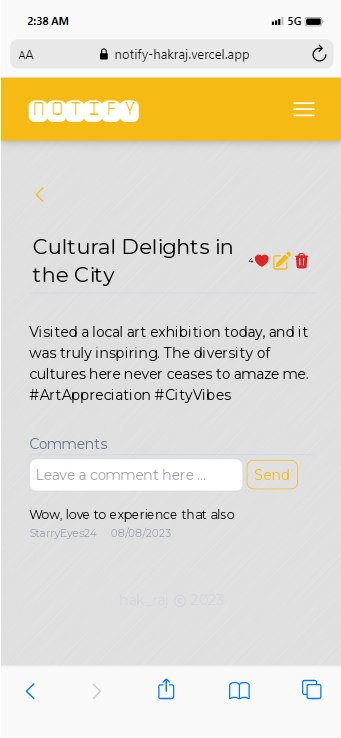 2:38 AM 5G
AA notify-hakraj.vercel.app
NOTIFY
Cultural Delights in
the City
4
Visited a local art exhibition today, and it
was truly inspiring. The diversity of
cultures here never ceases to amaze me.
#ArtAppreciation #CityVibes
Comments
Leave a comment here ... Send
Wow, love to experience that also
StarryEyes24 08/08/2023
hak_raj © 2023